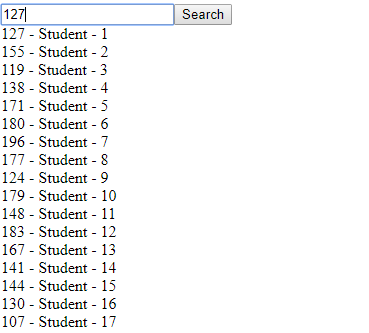 127 Search
127 - Student - 1
155 - Student - 2
119 - Student - 3
138 - Student - 4
171 - Student - 5
180 - Student - 6
196 - Student - 7
177 - Student - 8
124 - Student - 9
179 - Student - 10
148 - Student - 11
183 - Student - 12
167 - Student - 13
141 - Student - 14
144 - Student - 15
130 - Student - 16
107 - Student - 17